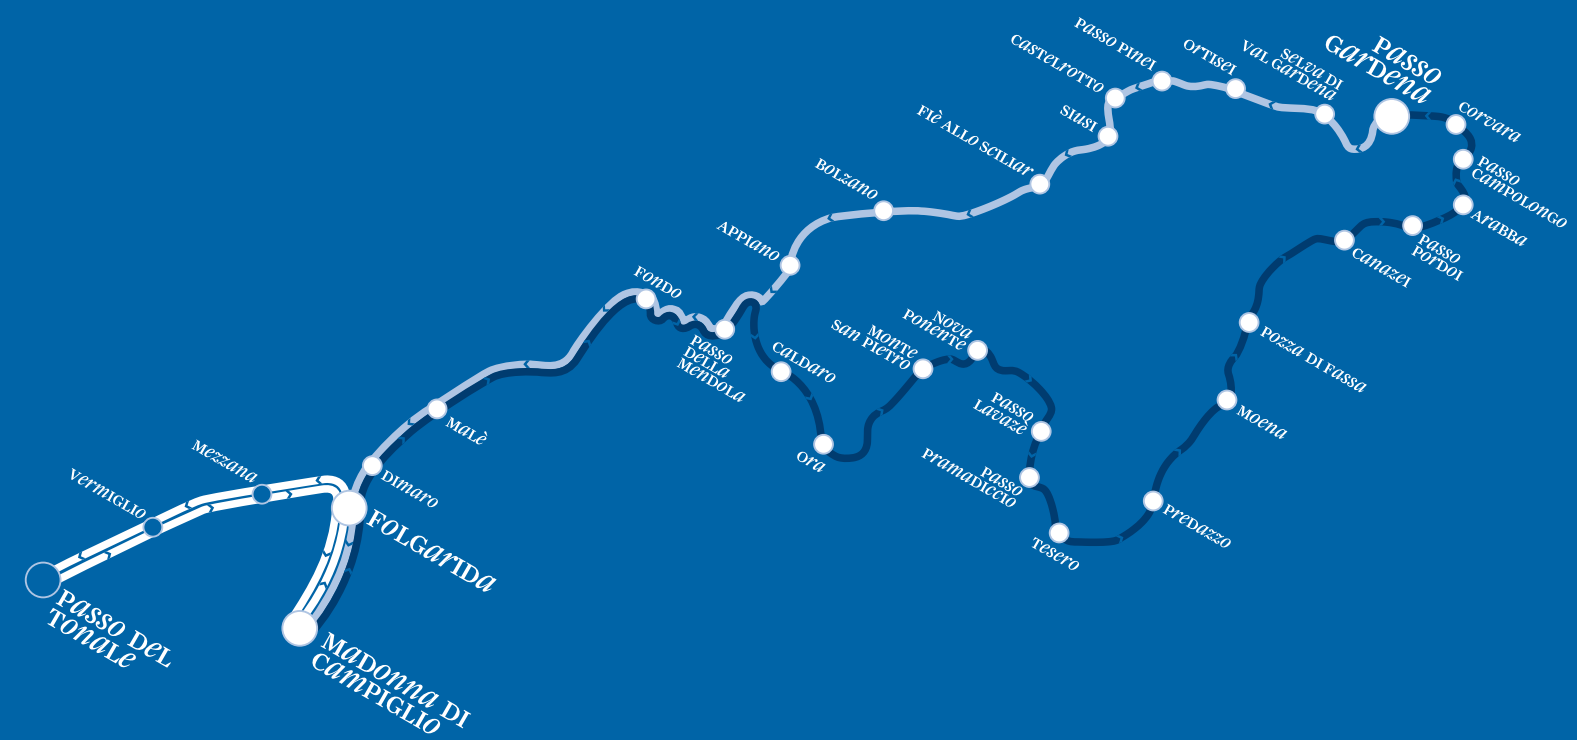 Passo
Gardena
Passo Pinei
Ortisei
Selva di
Val Gardena
Castelrotto
Corvara
Siusi
Fiè allo Sciliar
Passo
Campolongo
Bolzano
Arabba
Appiano
Passo
Pordoi
Canazei
Fondo
Nova
Ponente
Monte
San Pietro
Passo
della
Mendola
Caldaro
Pozza di Fassa
Passo
Lavazè
Moena
Malè
Ora
Mezzana
Passo
Pramadiccio
Vermiglio
Dimaro
Predazzo
Folgarida
Tesero
Passo del
Tonale
Madonna di
Campiglio